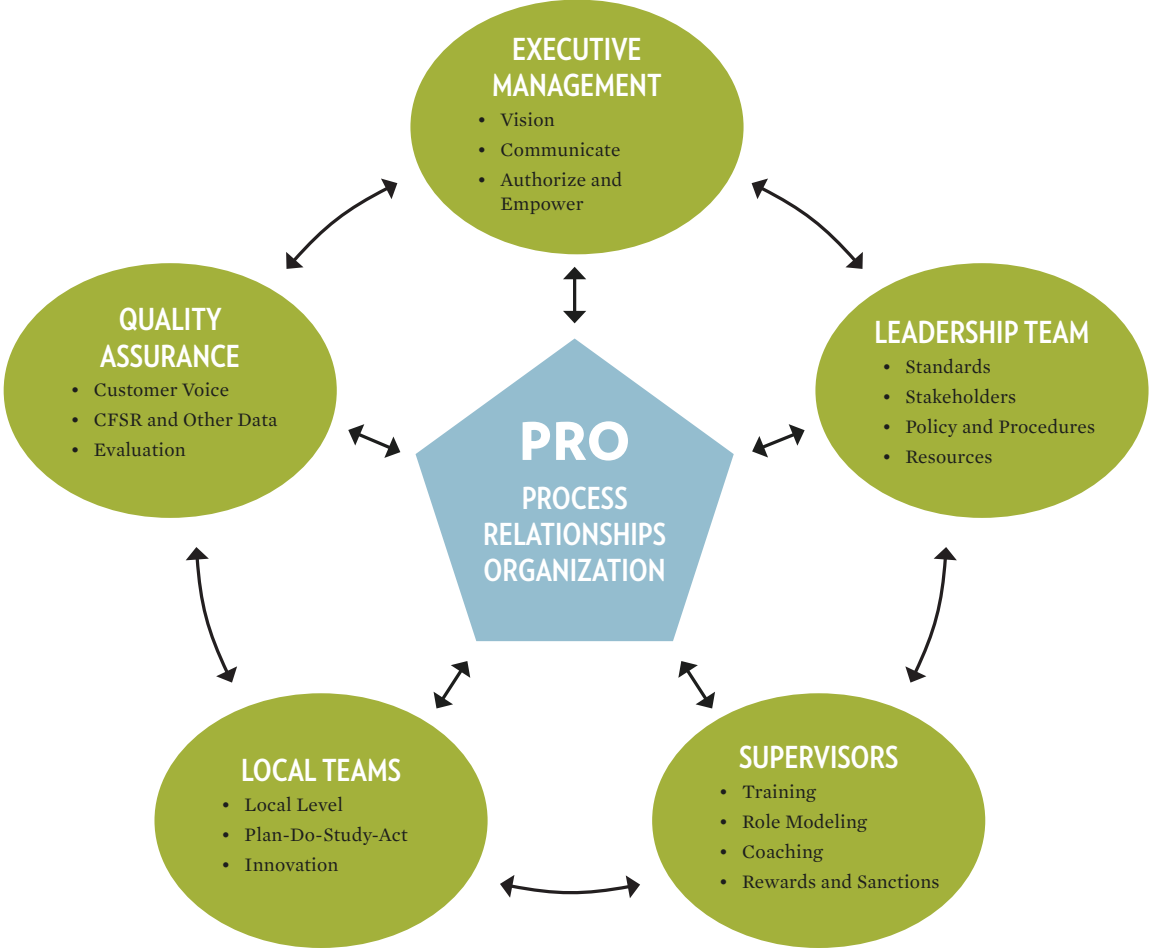 EXECUTIVE
MANAGEMENT
• Vision
• Communicate
• Authorize and
Empower
QUALITY
ASSURANCE
• Customer Voice
• CFSR and Other Data
• Evaluation
LEADERSHIP TEAM
• Standards
• Stakeholders
• Policy and Procedures
• Resources
PRO
PROCESS
RELATIONSHIPS
ORGANIZATION
LOCAL TEAMS
• Local Level
• Plan-Do-Study-Act
• Innovation
SUPERVISORS
• Training
• Role Modeling
• Coaching
• Rewards and Sanctions